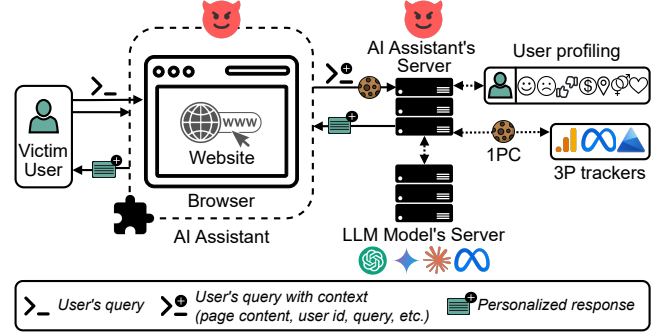 AI Assistant's
Server
User profiling
WWW
Website
Victim
User
1PC
3P trackers
Browser
AI Assistant
LLM Model's Server
User's query
User's query with context
(page content, user id, query, etc.)
Personalized response